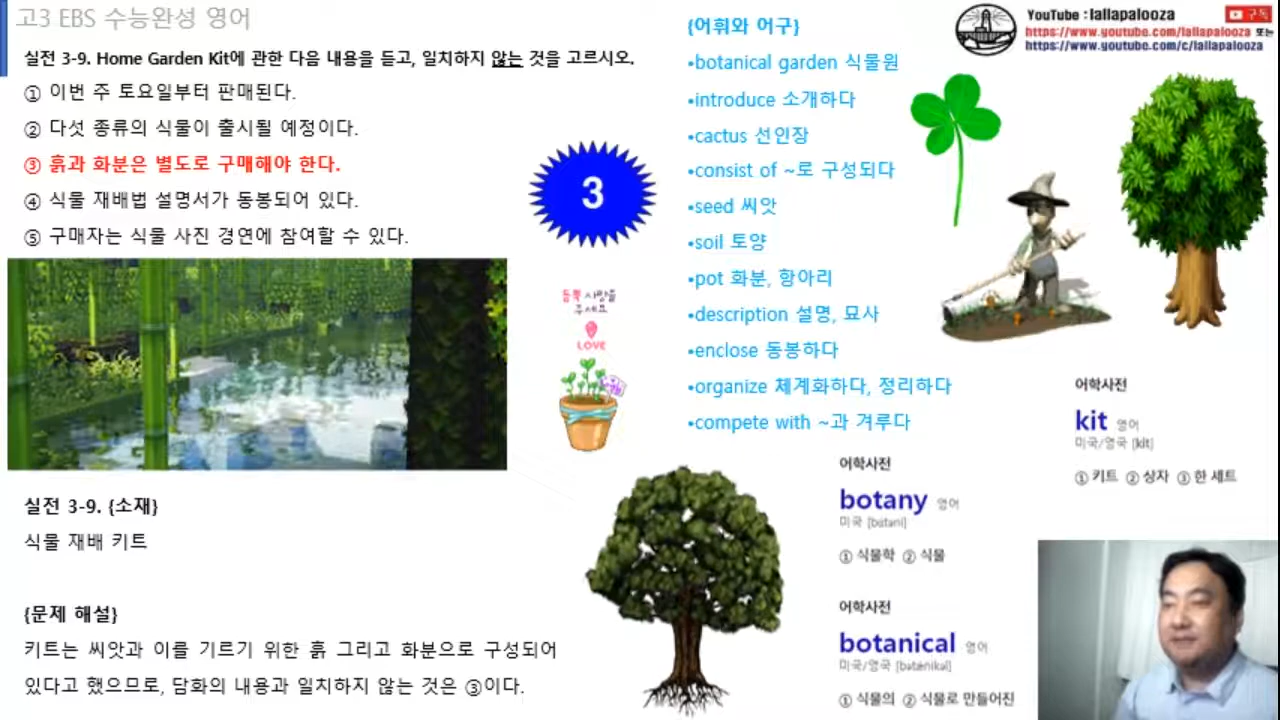 고3 EBS 수능완성 영어
실전 3-9. Home Garden Kit에 관한 다음 내용을 듣고, 일치하지 않는 것을 고르시오.
① 이번 주 토요일부터 판매된다.
② 다섯 종류의 식물이 출시될 예정이다.
③ 흙과 화분은 별도로 구매해야 한다.
④ 식물 재배법 설명서가 동봉되어 있다.
⑤ 구매자는 식물 사진 경연에 참여할 수 있다.
3
듬뿍 사랑을
주세요
LOVE
실전 3-9. {소재}
식물 재배 키트
{문제 해설}
키트는 씨앗과 이를 기르기 위한 흙 그리고 화분으로 구성되어
있다고 했으므로, 담화의 내용과 일치하지 않는 것은 ③이다.
{어휘와 어구}
•botanical garden 식물원
•introduce 소개하다
•cactus 선인장
•consist of ~로 구성되다
•seed 씨앗
•soil 토양
•pot 화분, 항아리
•description 설명, 묘사
•enclose 동봉하다
•organize 체계화하다, 정리하다
•compete with ~과 겨루다
YouTube : lallapalooza
구독
https://www.youtube.com/lallapalooza 또는
https://www.youtube.com/c/lallapalooza
어학사전
kit 영어
미국/영국 [kit]
① 키트 ② 상자 ③ 한 세트
어학사전
botany 영어
미국 [bɑ́təni]
① 식물학 ② 식물
어학사전
botanical 영어
미국/영국 [bətǽnikəl]
① 식물의 ② 식물로 만들어진